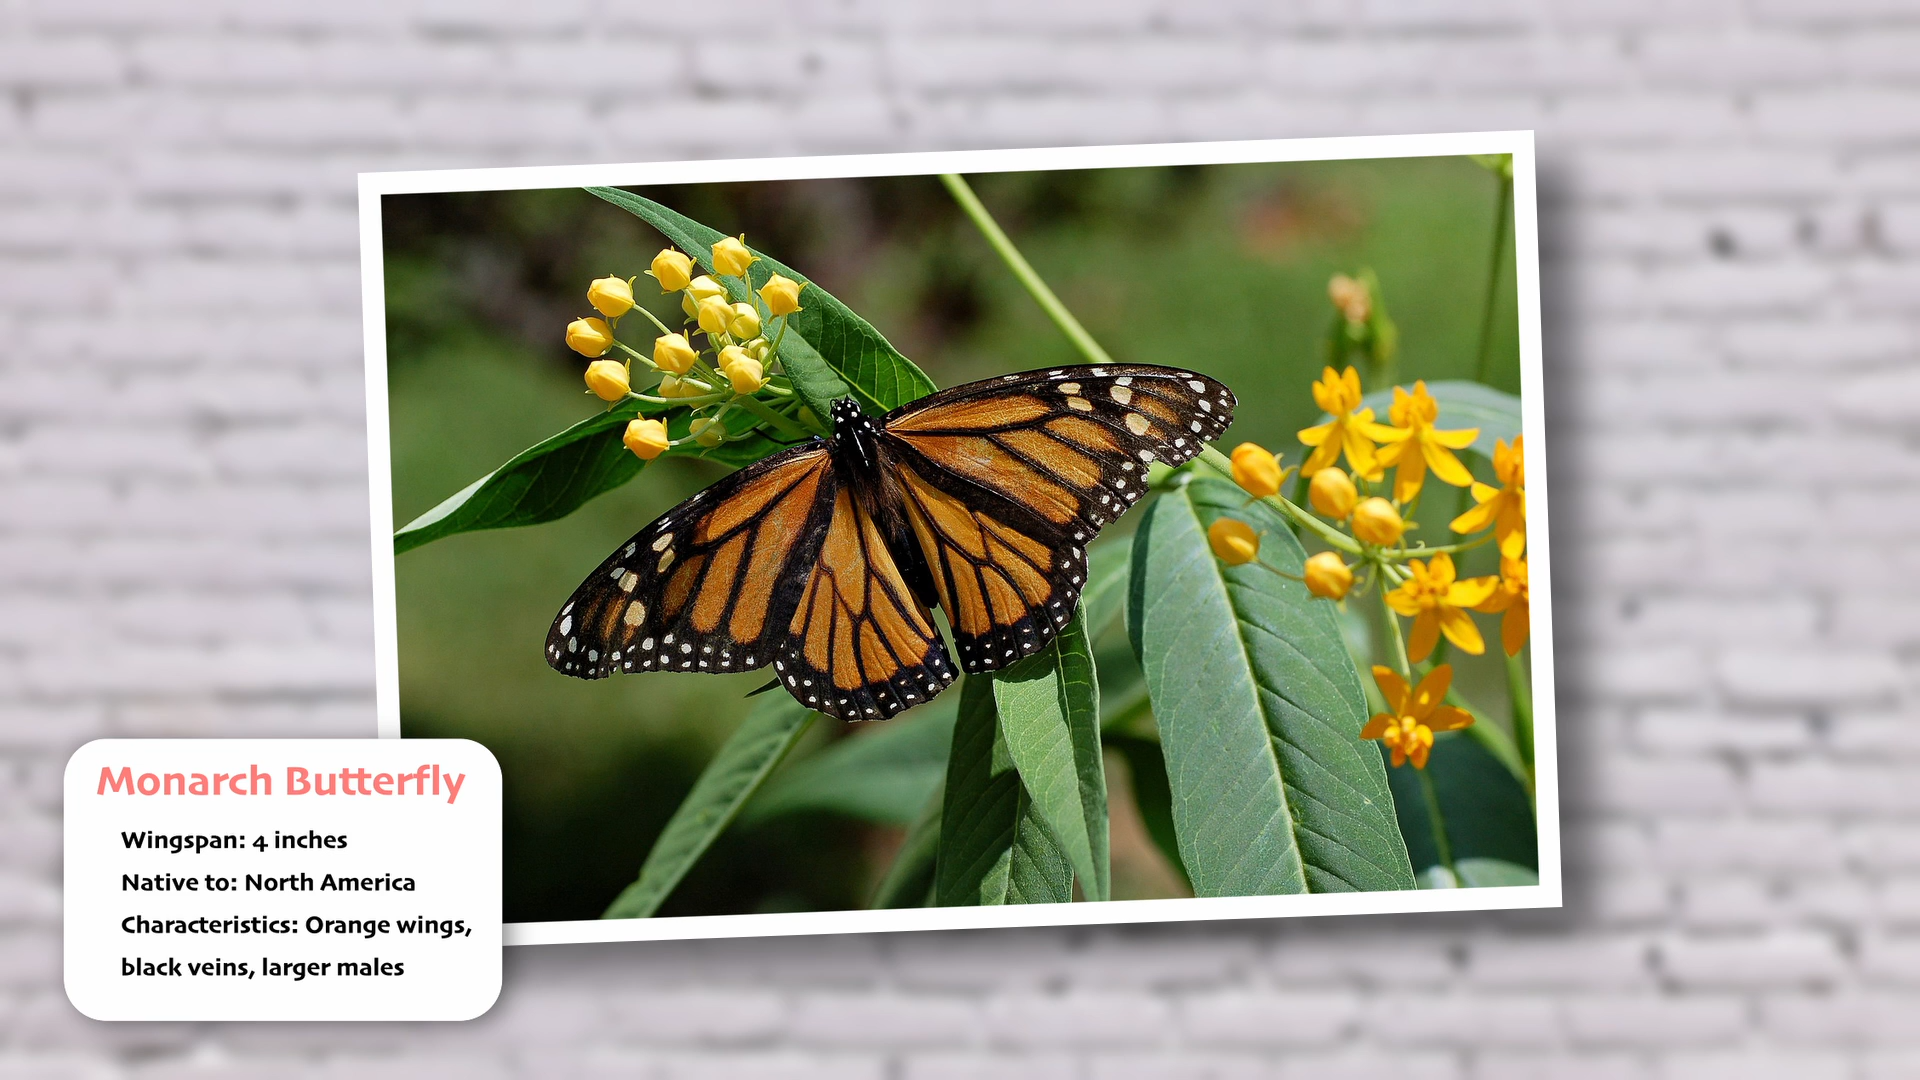 Monarch Butterfly
Wingspan: 4 inches
Native to: North America
Characteristics: Orange wings,
black veins, larger males